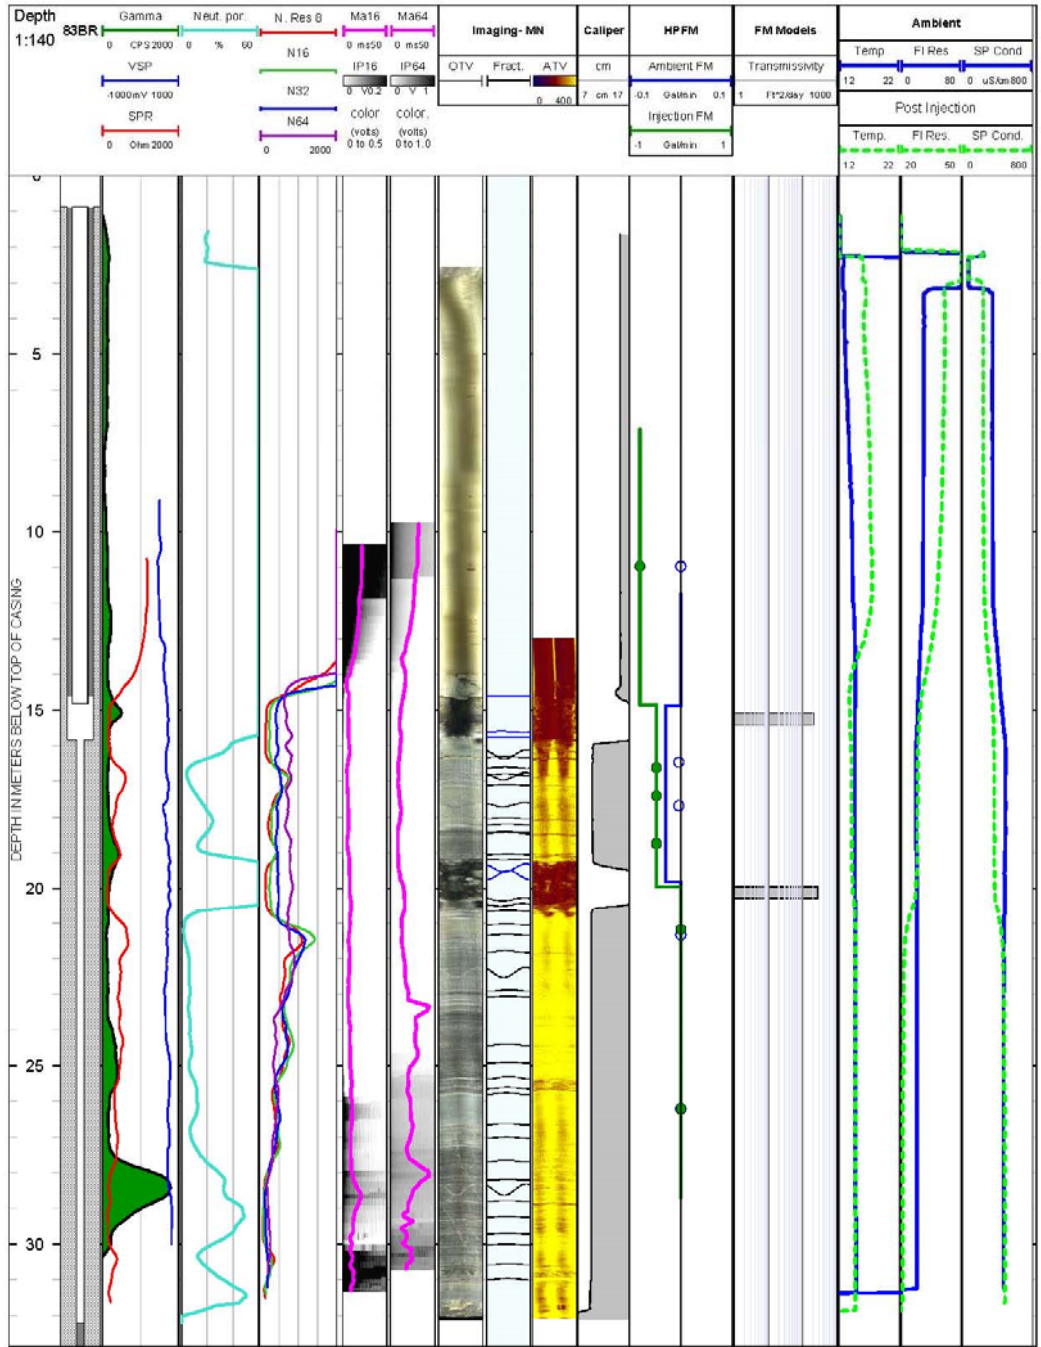 Depth
1:140
83BR
Gamma
0 CPS 2000
VSP
-1000 mV 1000
SPR
0 Ohm 2000
Neut. por.
0 % 60
N. Res 8
N16
N32
N64
0 2000
Ma16
0 ms50
IP16
0 V0.2
color
(volts)
0 to 0.5
Ma64
0 ms50
IP64
0 V 1
color.
(volts)
0 to 1.0
Imaging- MN
OTV
Fract.
ATV
0 400
Caliper
cm
7 cm 17
HPFM
Ambient FM
-0.1 Gal/min 0.1
Injection FM
-1 Gal/min 1
FM Models
Transmissivity
1 Ft^2/day 1000
Ambient
Temp
12 22
Fl Res
0 80
SP Cond
0 uS/cm800
Post Injection
Temp.
12 22
Fl Res.
20 50
SP Cond.
0 800
DEPTH IN METERS BELOW TOP OF CASING
0
5
10
15
20
25
30